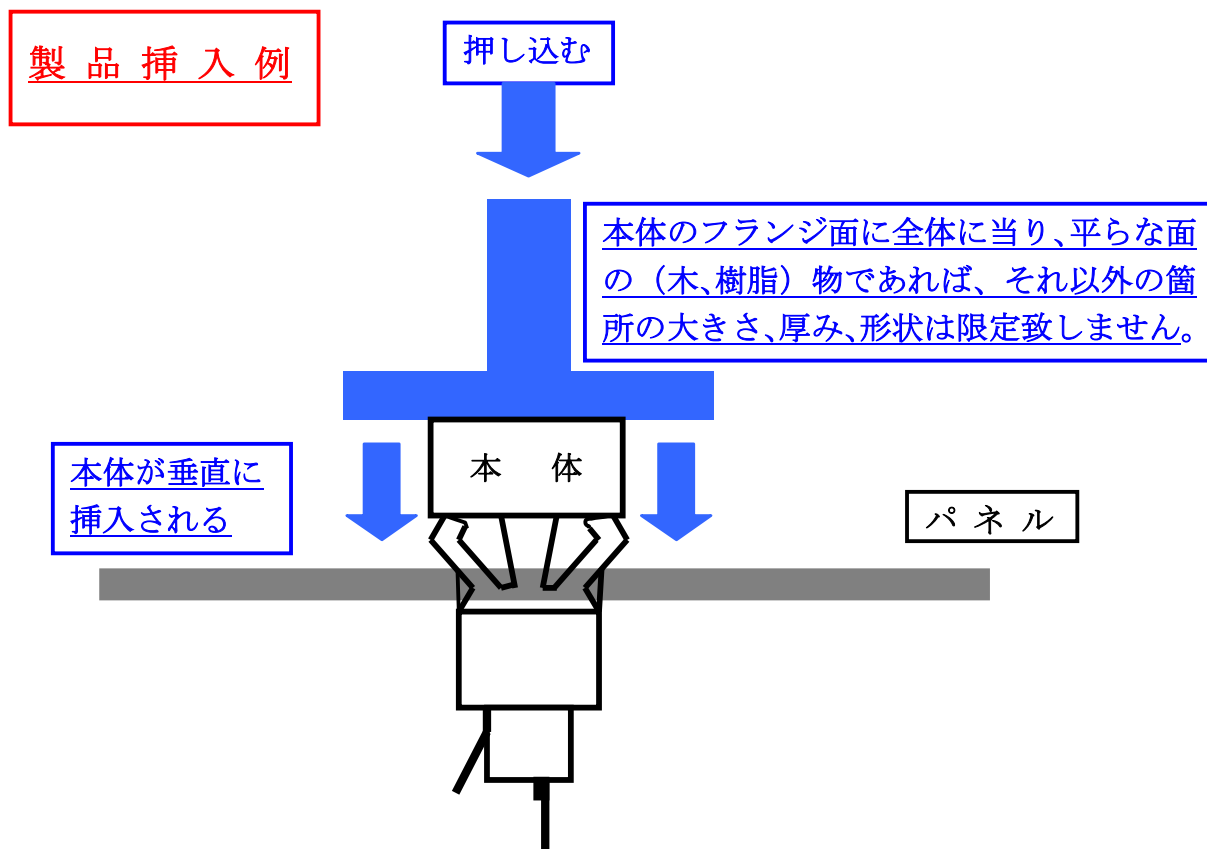 製品挿入例
押し込む
本体のフランジ面に全体に当り、平らな面
の（木、樹脂）物であれば、それ以外の箇
所の大きさ、厚み、形状は限定致しません。
本体
本体が垂直に
挿入される
パネル